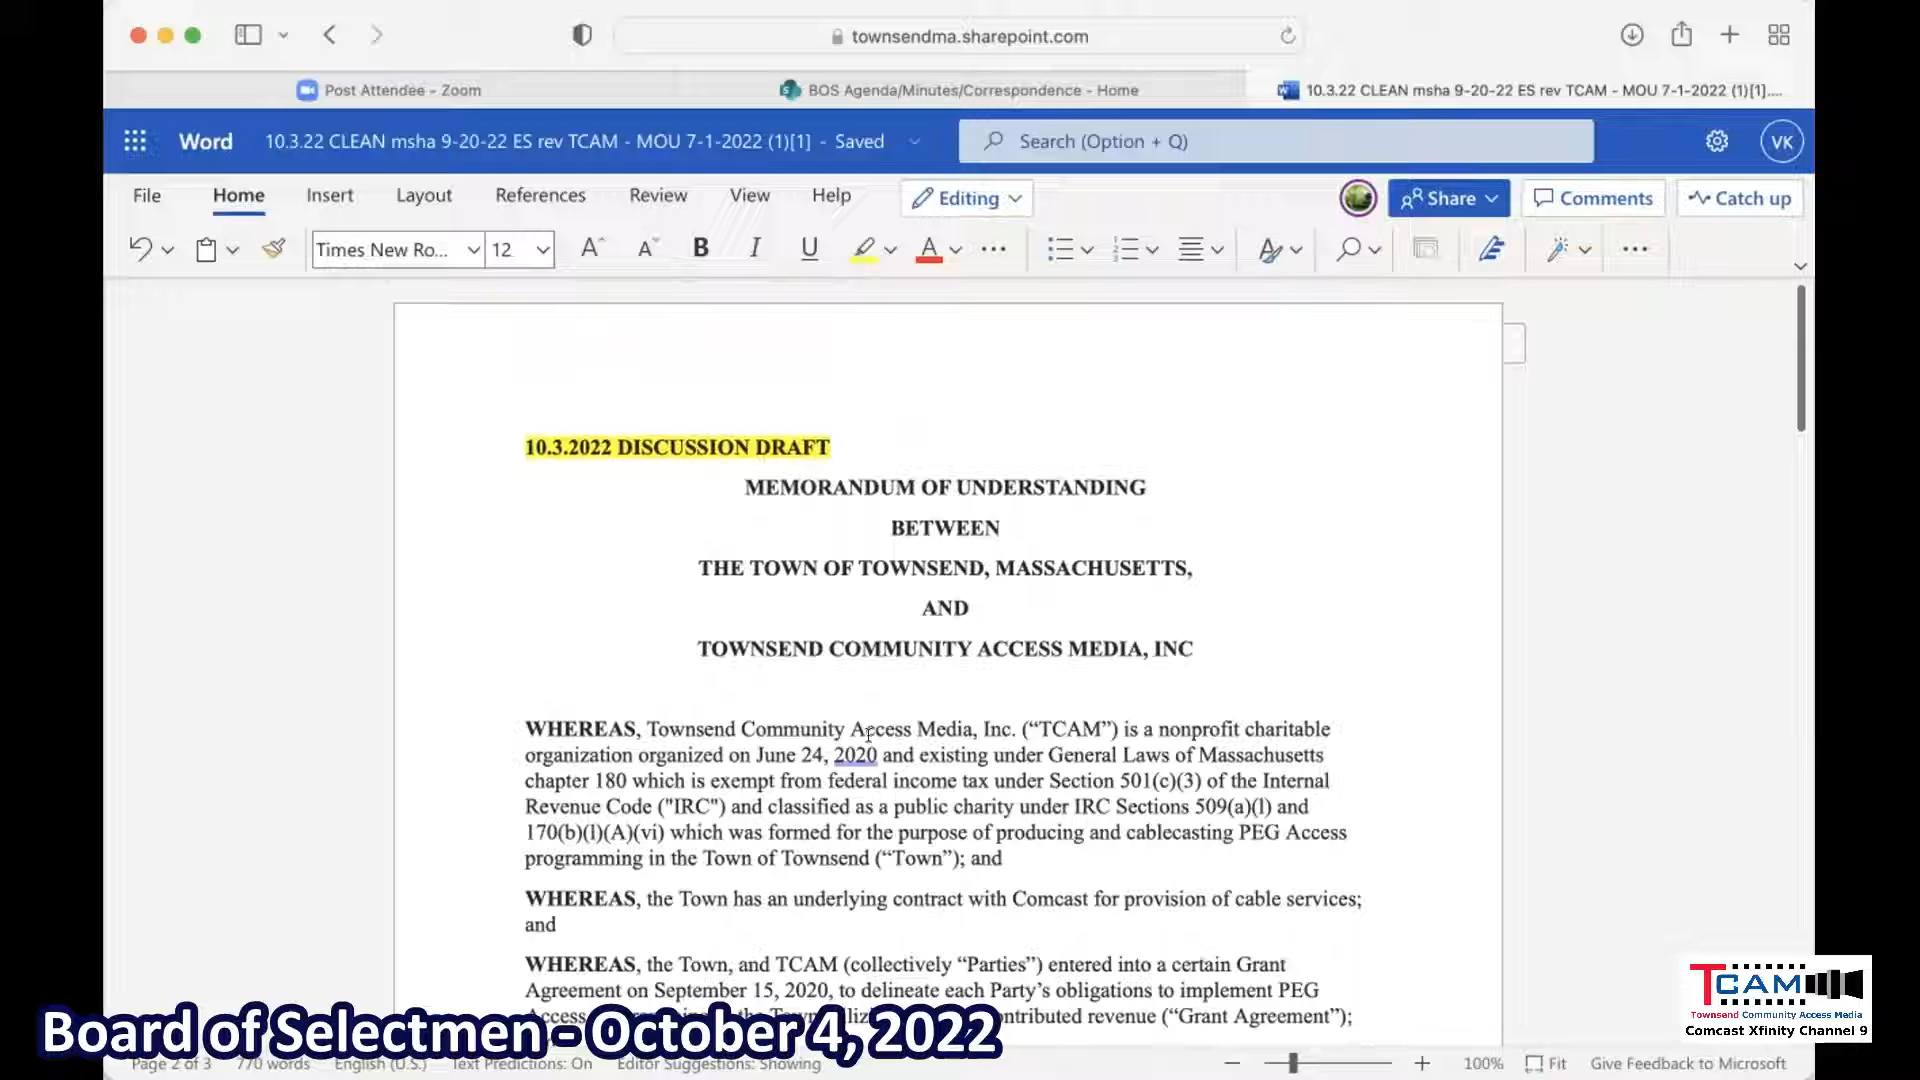 townsendma.sharepoint.com
Post Attendee - Zoom
BOS Agenda/Minutes/Correspondence - Home
10.3.22 CLEAN msha 9-20-22 ES rev TCAM - MOU 7-1-2022 (1)[1]....
Word
10.3.22 CLEAN msha 9-20-22 ES rev TCAM - MOU 7-1-2022 (1)[1] - Saved
Search (Option + Q)
VK
File Home Insert Layout References Review View Help Editing Share Comments Catch up
Times New Ro... 12
10.3.2022 DISCUSSION DRAFT
MEMORANDUM OF UNDERSTANDING
BETWEEN
THE TOWN OF TOWNSEND, MASSACHUSETTS,
AND
TOWNSEND COMMUNITY ACCESS MEDIA, INC
WHEREAS, Townsend Community Access Media, Inc. (“TCAM”) is a nonprofit charitable
organization organized on June 24, 2020 and existing under General Laws of Massachusetts
chapter 180 which is exempt from federal income tax under Section 501(c)(3) of the Internal
Revenue Code ("IRC") and classified as a public charity under IRC Sections 509(a)(l) and
170(b)(l)(A)(vi) which was formed for the purpose of producing and cablecasting PEG Access
programming in the Town of Townsend (“Town”); and
WHEREAS, the Town has an underlying contract with Comcast for provision of cable services;
and
WHEREAS, the Town, and TCAM (collectively “Parties”) entered into a certain Grant
Agreement on September 15, 2020, to delineate each Party’s obligations to implement PEG
revenue (“Grant Agreement”);
Board of Selectmen - October 4, 2022
Page 2 of 3 770 words English (U.S.) Text Predictions: On Editor Suggestions: Showing
100% Fit Give Feedback to Microsoft
TCAM
Townsend Community Access Media
Comcast Xfinity Channel 9